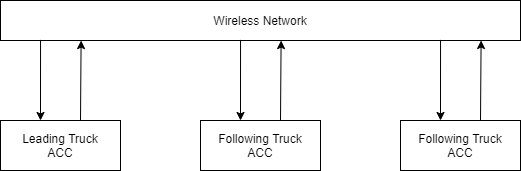 Wireless Network
Leading Truck
ACC
Following Truck
ACC
Following Truck
ACC